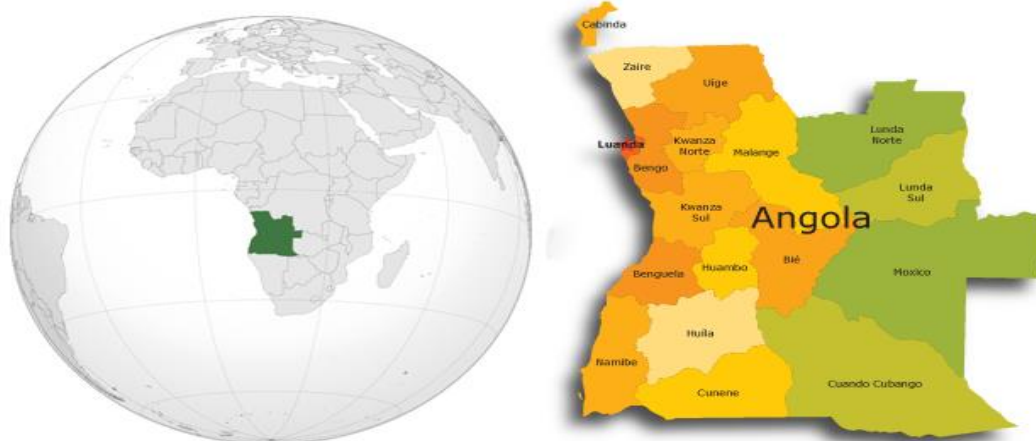 Cabinda
Zaire
Uige
Luanda
Bengo
Kwanza
Norte
Malange
Lunda
Norte
Lunda
Sul
Kwanza
Sul
Angola
Benguela
Huambo
Bié
Moxico
Huíla
Namibe
Cunene
Cuando Cubango